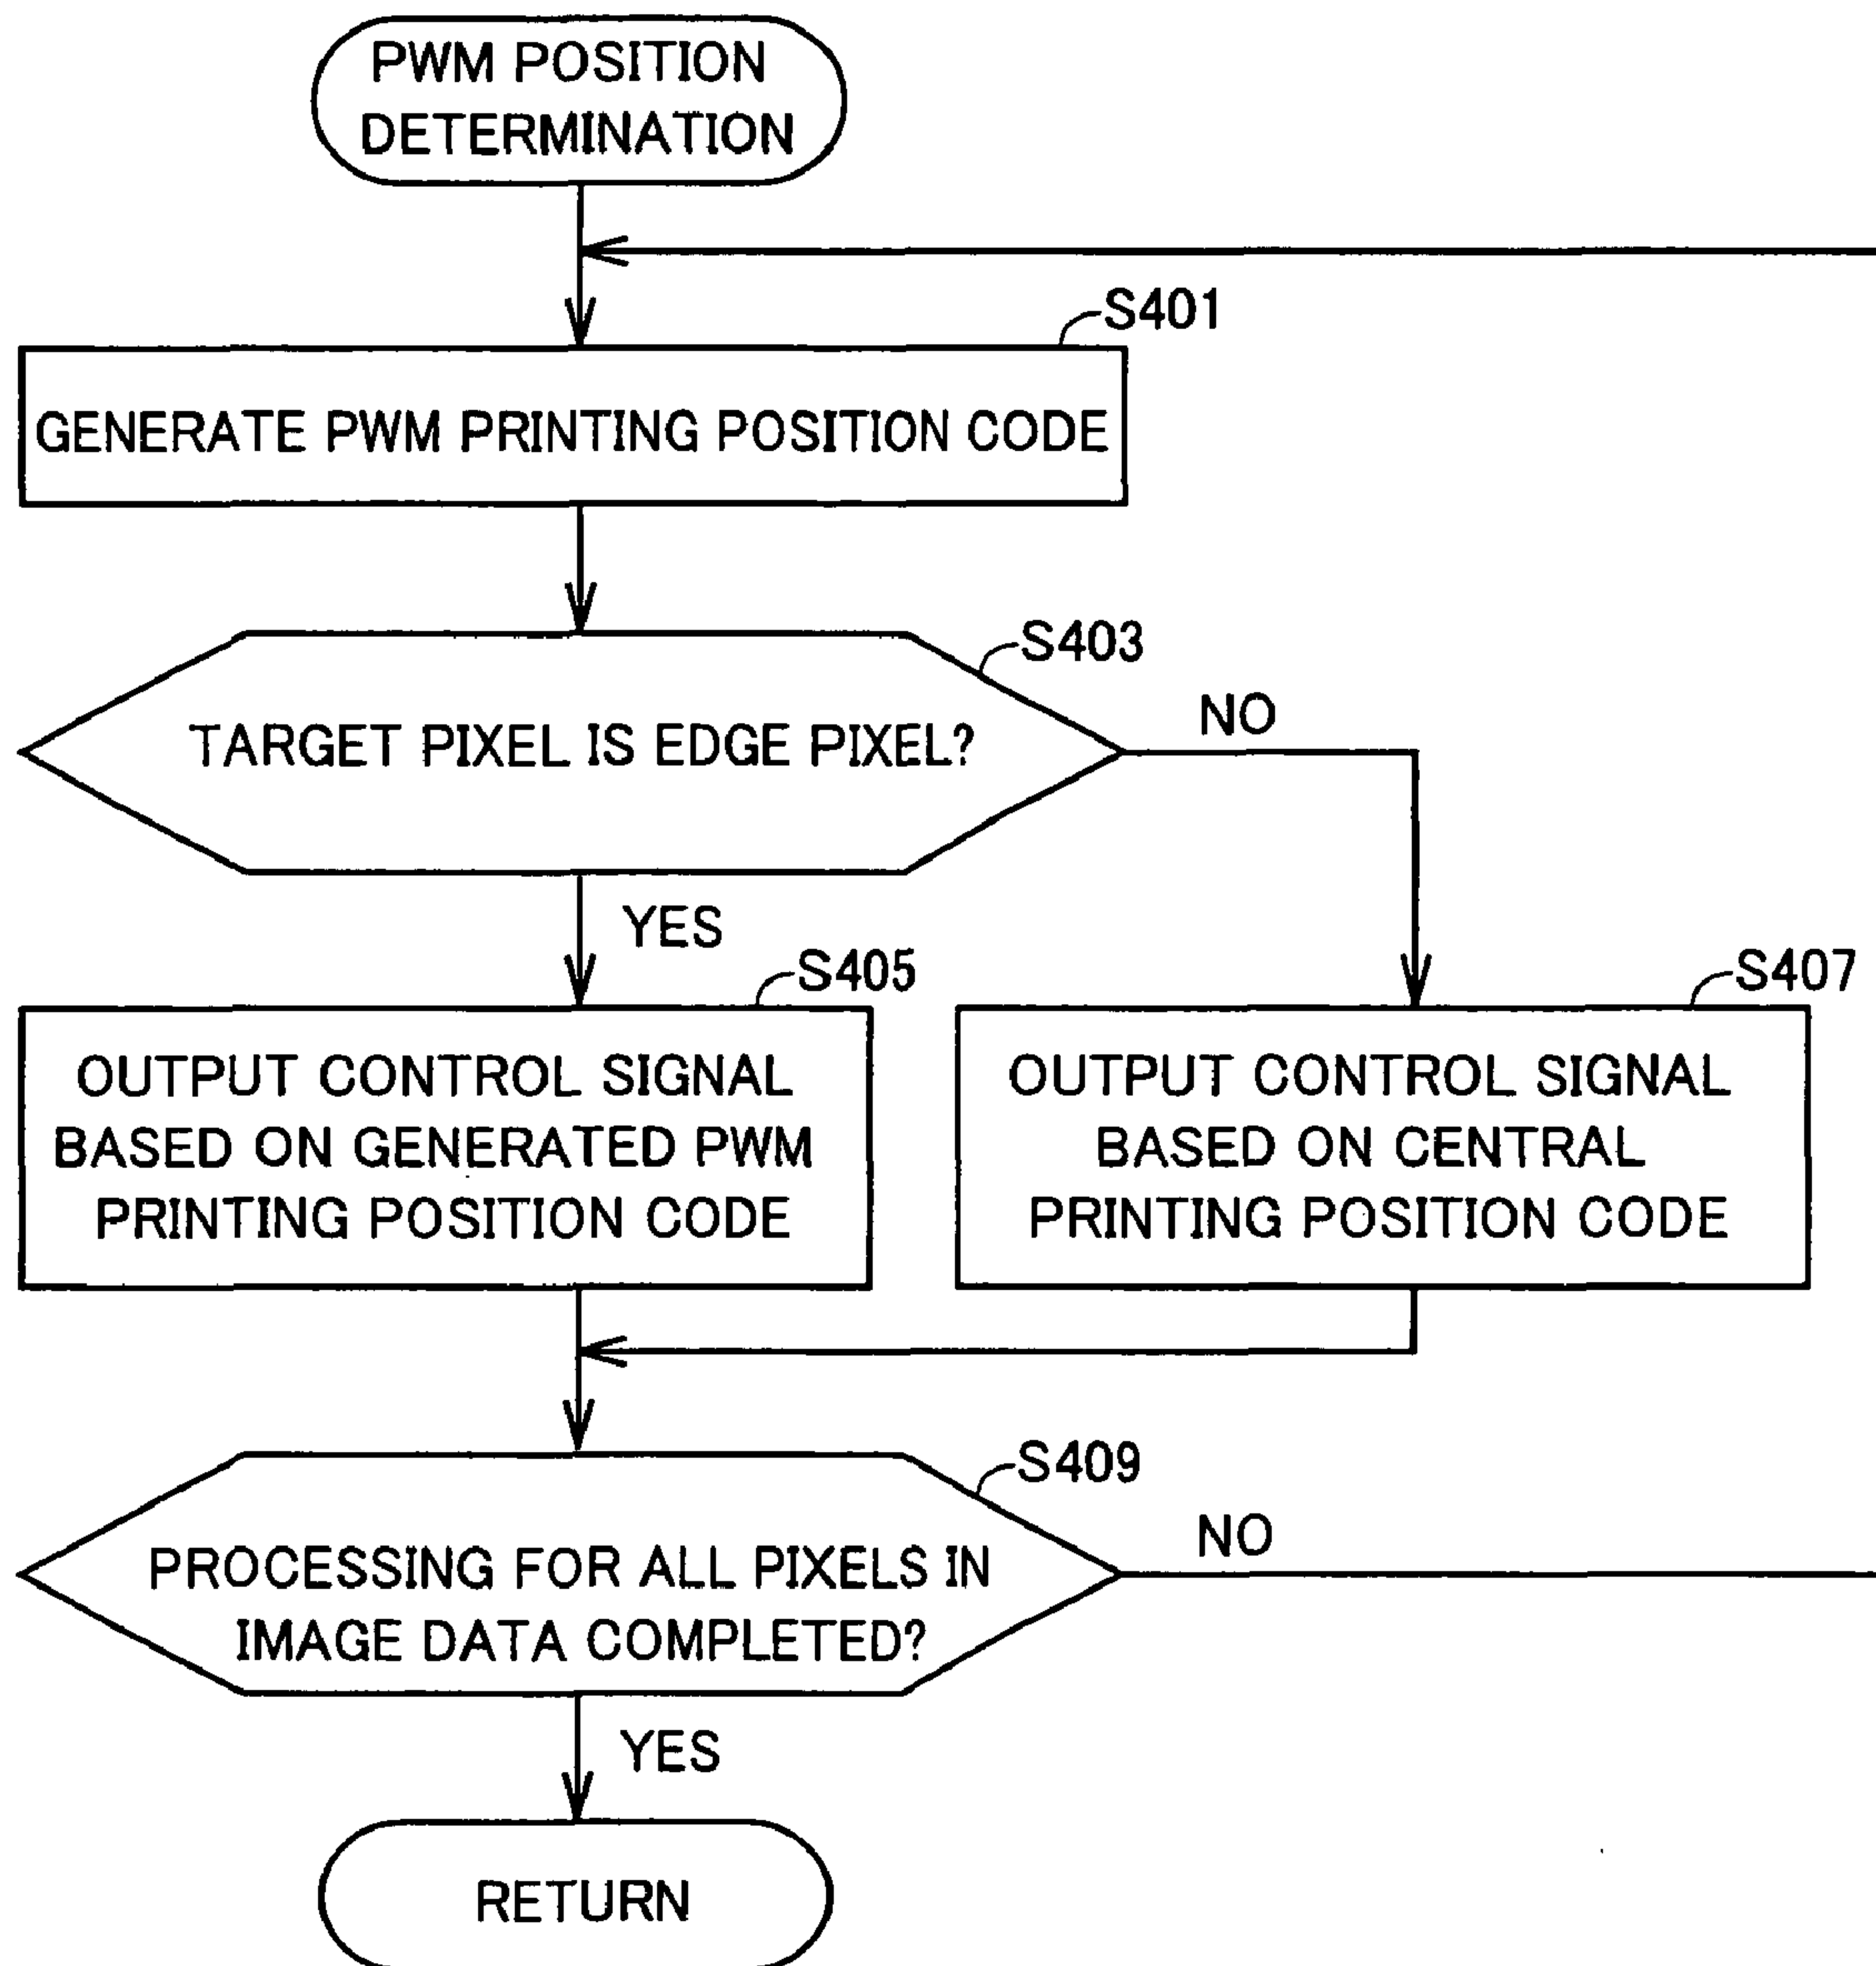 PWM POSITION
DETERMINATION
S401
GENERATE PWM PRINTING POSITION CODE
S403
TARGET PIXEL IS EDGE PIXEL?
NO
YES
S405
OUTPUT CONTROL SIGNAL
BASED ON GENERATED PWM
PRINTING POSITION CODE
S407
OUTPUT CONTROL SIGNAL
BASED ON CENTRAL
PRINTING POSITION CODE
S409
PROCESSING FOR ALL PIXELS IN
IMAGE DATA COMPLETED?
NO
YES
RETURN